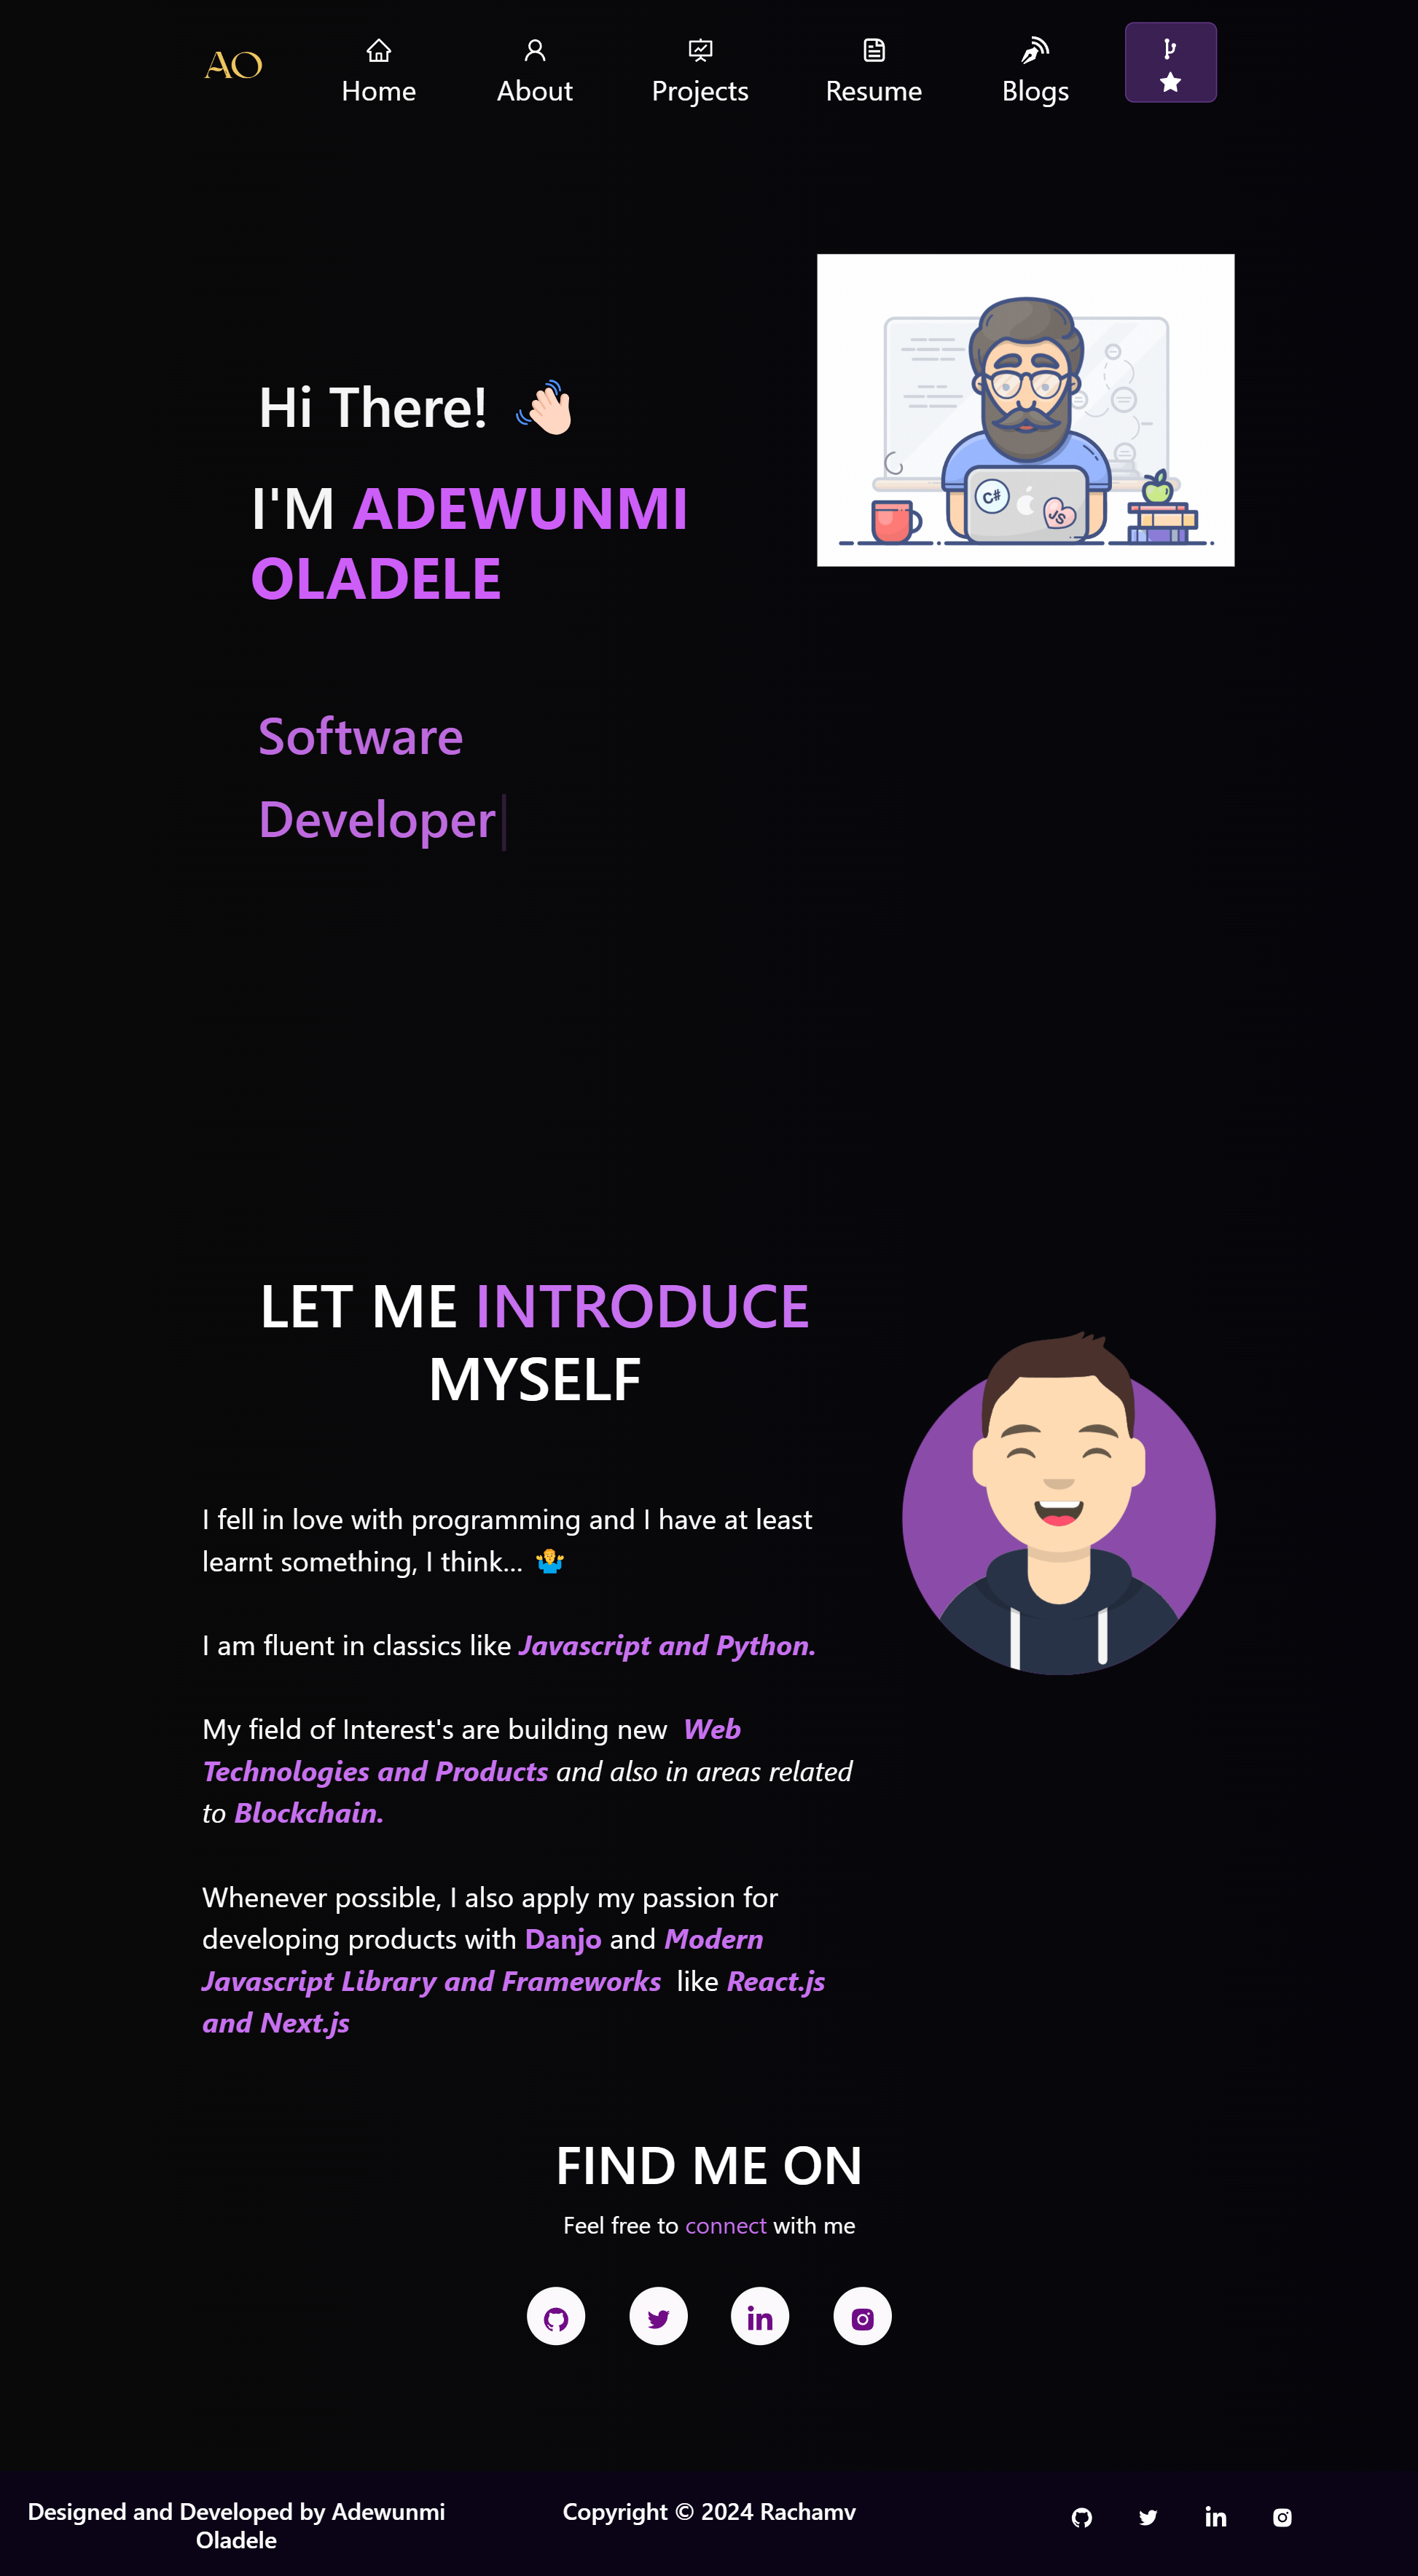 AO
Home
About
Projects
Resume
Blogs
Hi There!
I'M ADEWUNMI
OLADELE
C#
JS
Software
Developer
LET ME INTRODUCE
MYSELF
I fell in love with programming and I have at least
learnt something, I think...
I am fluent in classics like Javascript and Python.
My field of Interest's are building new Web
Technologies and Products and also in areas related
to Blockchain.
Whenever possible, I also apply my passion for
developing products with Danjo and Modern
Javascript Library and Frameworks like React.js
and Next.js
FIND ME ON
Feel free to connect with me
in
Designed and Developed by Adewunmi
Oladele
Copyright © 2024 Rachamv
in